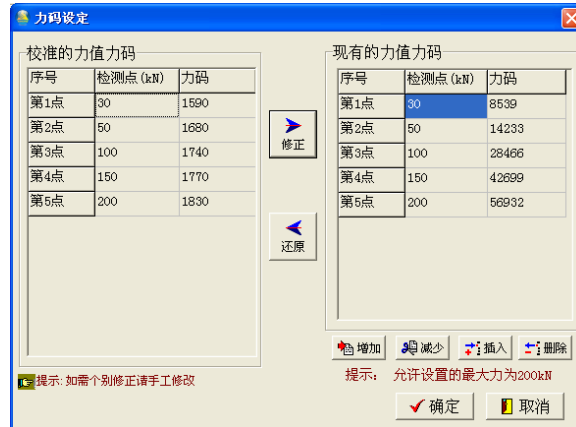 力码设定
校准的力值力码
序号 检测点(kN) 力码
第1点 30 1590
第2点 50 1680
第3点 100 1740
第4点 150 1770
第5点 200 1830
提示:如需个别修正请手工修改
修正
还原
现有的力值力码
序号 检测点(kN) 力码
第1点 30 8539
第2点 50 14233
第3点 100 28466
第4点 150 42699
第5点 200 56932
增加 减少 插入 删除
提示： 允许设置的最大力为200kN
确定 取消